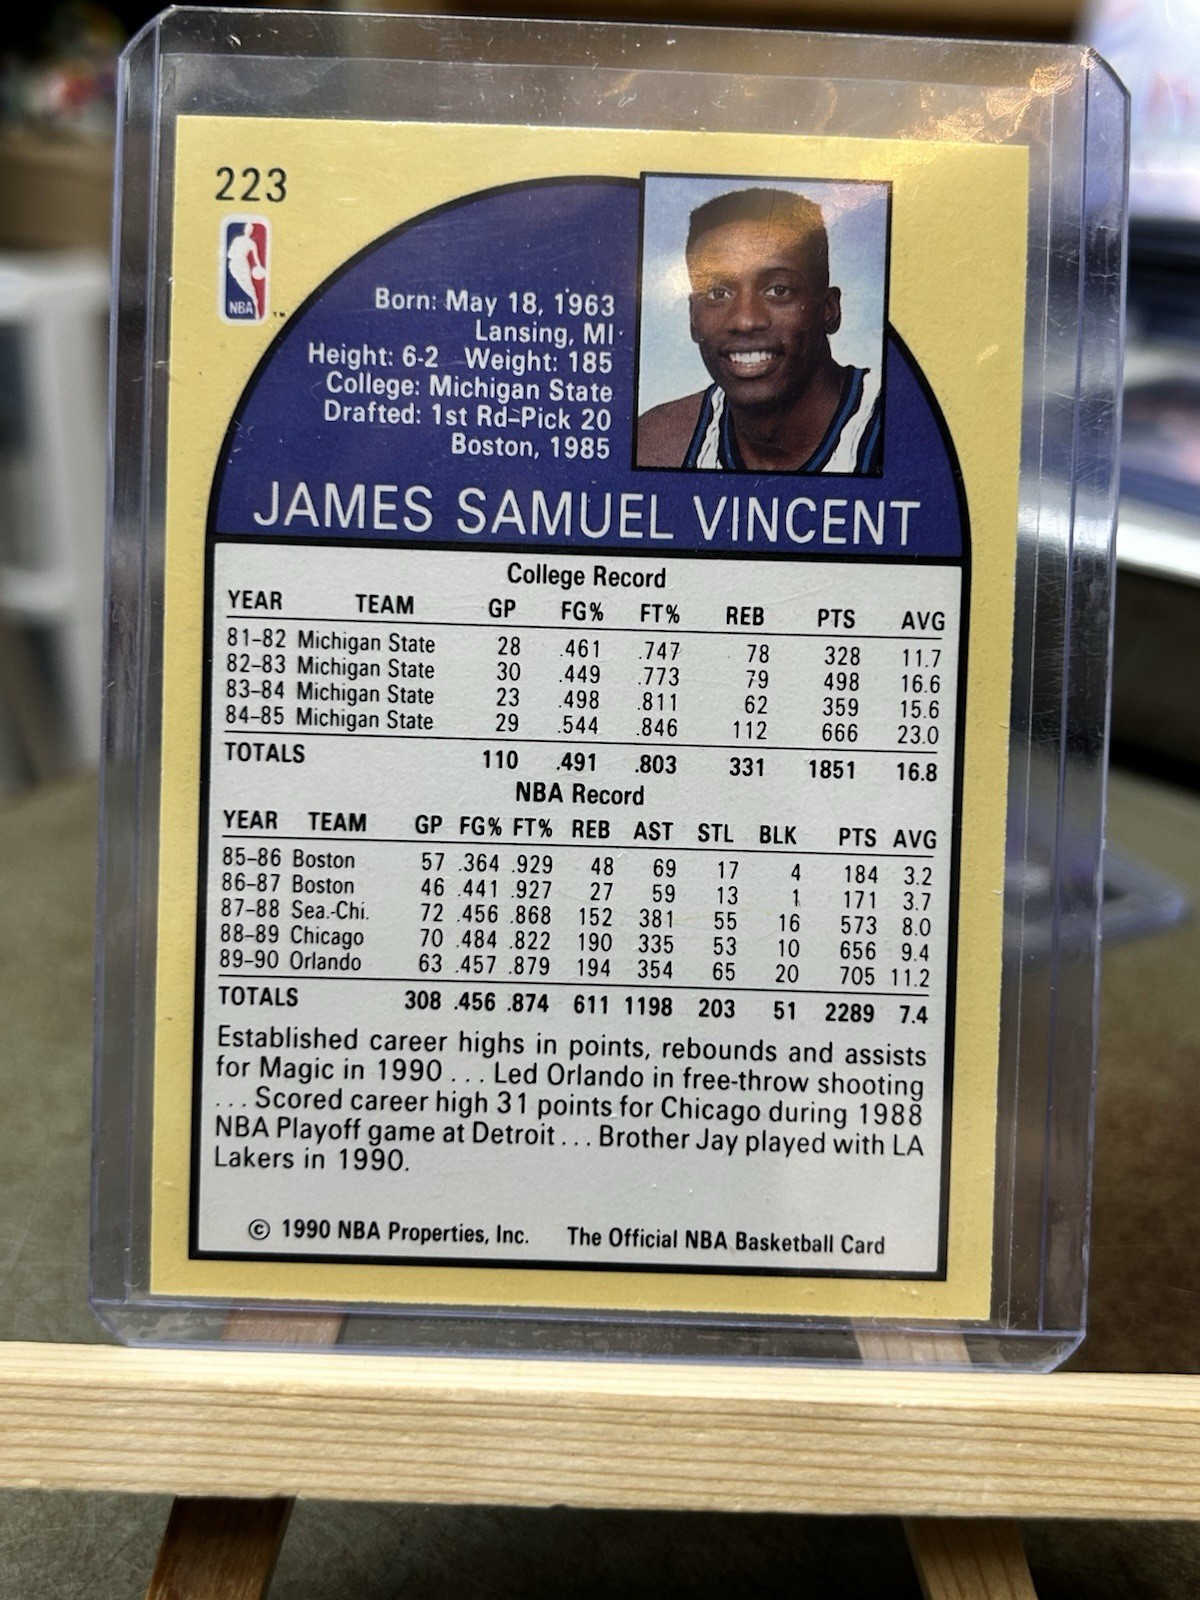 223
NBA ™
Born: May 18, 1963
Lansing, MI
Height: 6-2 Weight: 185
College: Michigan State
Drafted: 1st Rd-Pick 20
Boston, 1985
JAMES SAMUEL VINCENT
College Record
YEAR TEAM GP FG% FT% REB PTS AVG
81-82 Michigan State 28 .461 .747 78 328 11.7
82-83 Michigan State 30 .449 .773 79 498 16.6
83-84 Michigan State 23 .498 .811 62 359 15.6
84-85 Michigan State 29 .544 .846 112 666 23.0
TOTALS 110 .491 .803 331 1851 16.8
NBA Record
YEAR TEAM GP FG% FT% REB AST STL BLK PTS AVG
85-86 Boston 57 .364 .929 48 69 17 4 184 3.2
86-87 Boston 46 .441 .927 27 59 13 1 171 3.7
87-88 Sea.-Chi. 72 .456 .868 152 381 55 16 573 8.0
88-89 Chicago 70 .484 .822 190 335 53 10 656 9.4
89-90 Orlando 63 .457 .879 194 354 65 20 705 11.2
TOTALS 308 .456 .874 611 1198 203 51 2289 7.4
Established career highs in points, rebounds and assists
for Magic in 1990 . . . Led Orlando in free-throw shooting
. . . Scored career high 31 points for Chicago during 1988
NBA Playoff game at Detroit . . . Brother Jay played with LA
Lakers in 1990.
© 1990 NBA Properties, Inc. The Official NBA Basketball Card